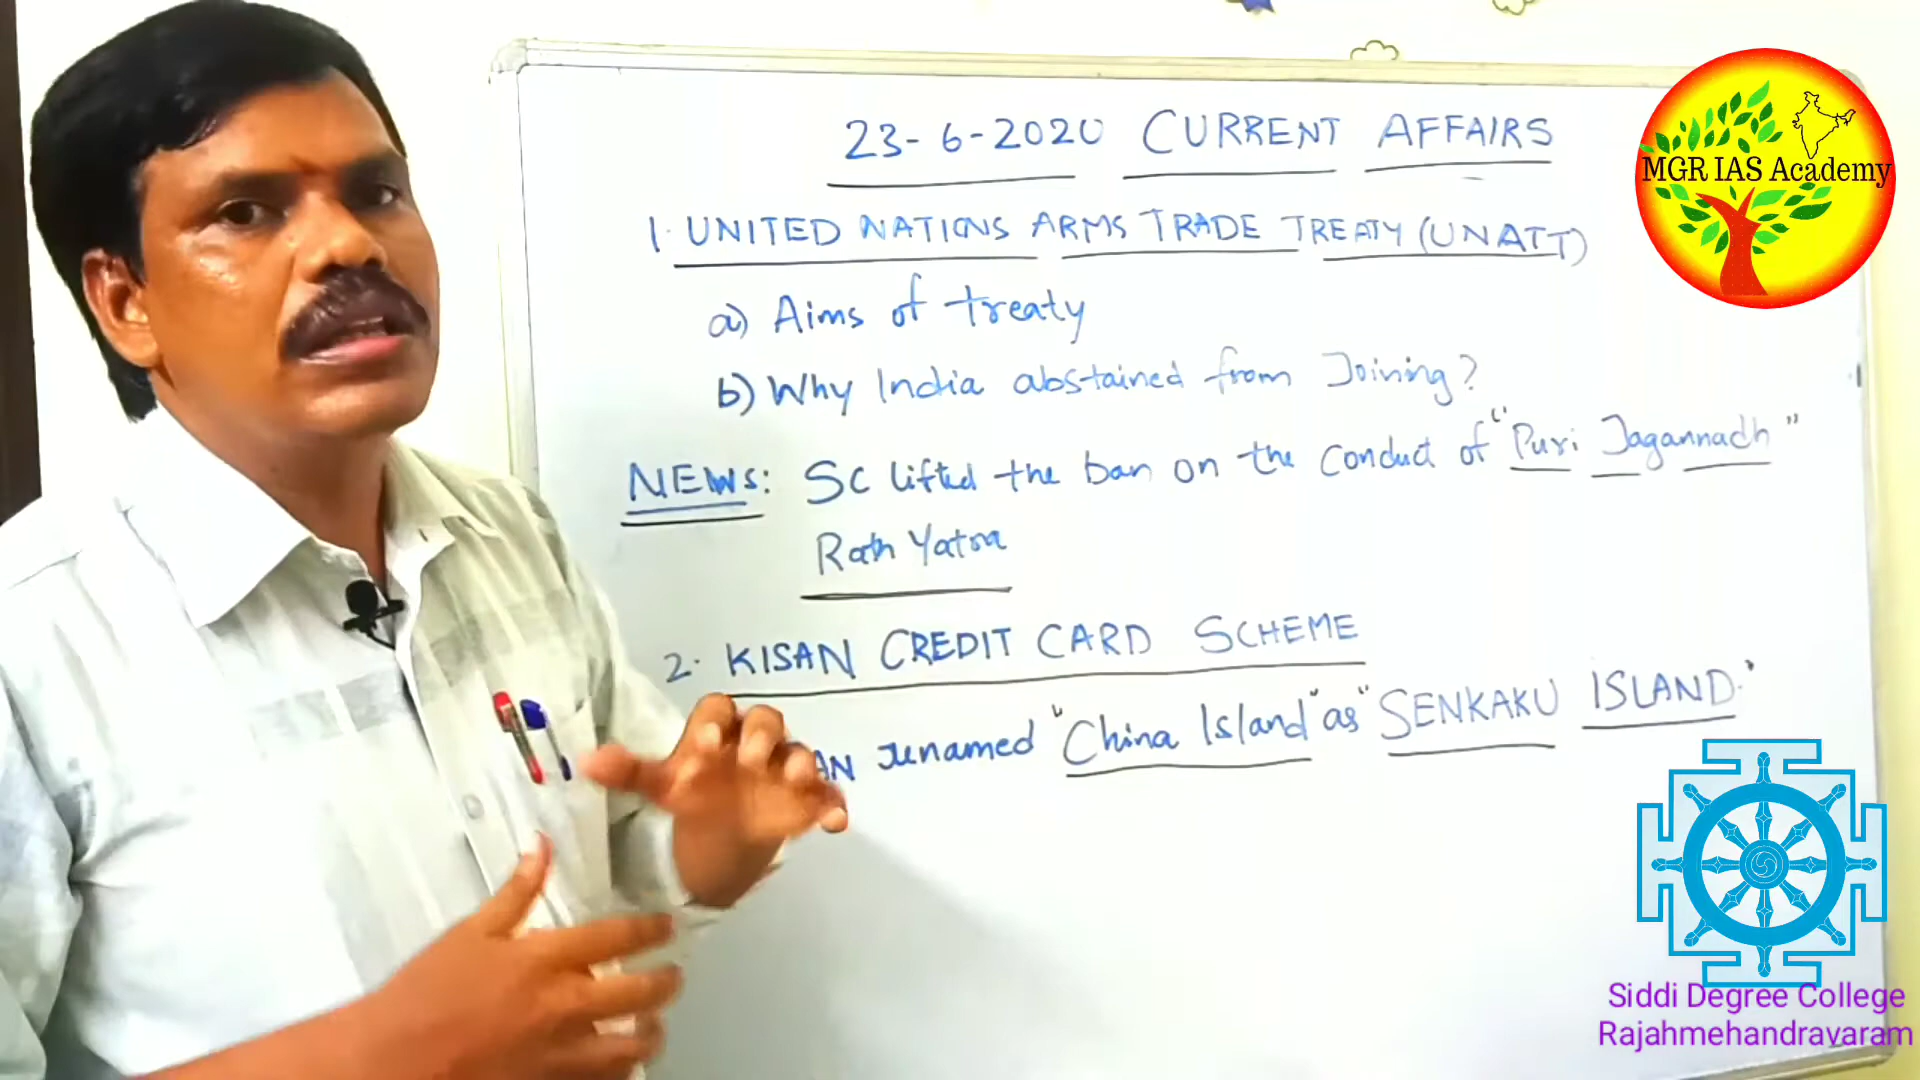 23-6-2020 CURRENT AFFAIRS
1. UNITED NATIONS ARMS TRADE TREATY (UNATT)
a) Aims of treaty
b) Why India abstained from Joining?
NEWS: SC lifted the ban on the conduct of "Puri Jagannadh"
Rath Yatra
2. KISAN CREDIT CARD SCHEME
AN renamed "China Island" as "SENKAKU ISLAND."
MGR IAS Academy
Siddi Degree College
Rajahmehandravaram